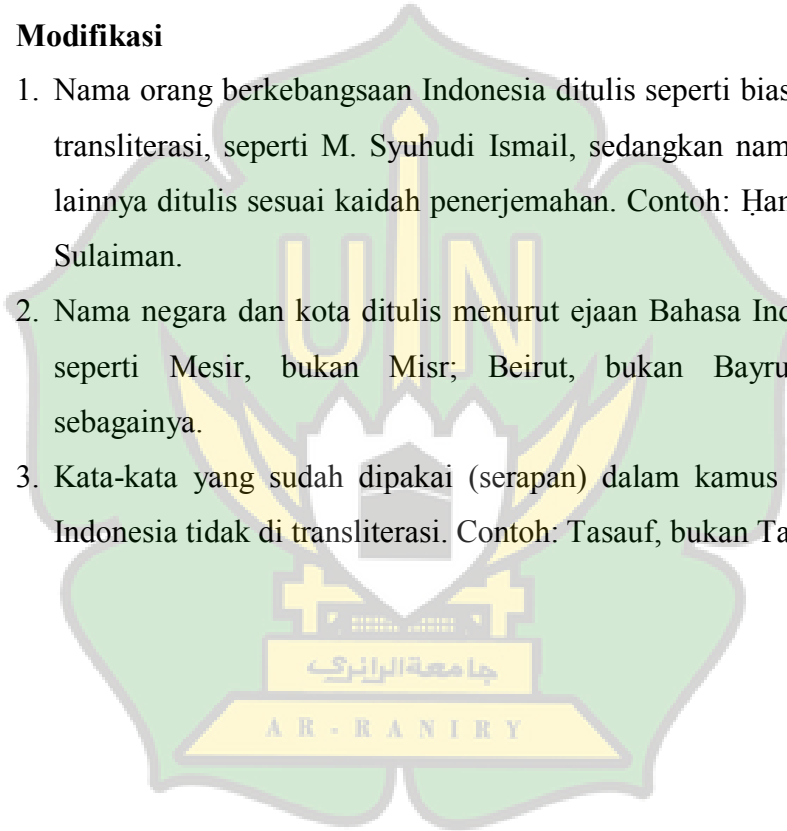 Modifikasi
1. Nama orang berkebangsaan Indonesia ditulis seperti bias
transliterasi, seperti M. Syuhudi Ismail, sedangkan nam
lainnya ditulis sesuai kaidah penerjemahan. Contoh: Ḥam
Sulaiman.
2. Nama negara dan kota ditulis menurut ejaan Bahasa Ind
seperti Mesir, bukan Misr; Beirut, bukan Bayru
sebagainya.
3. Kata-kata yang sudah dipakai (serapan) dalam kamus
Indonesia tidak di transliterasi. Contoh: Tasauf, bukan Ta
UIN
جامعة الرانري
AR-RANIRY